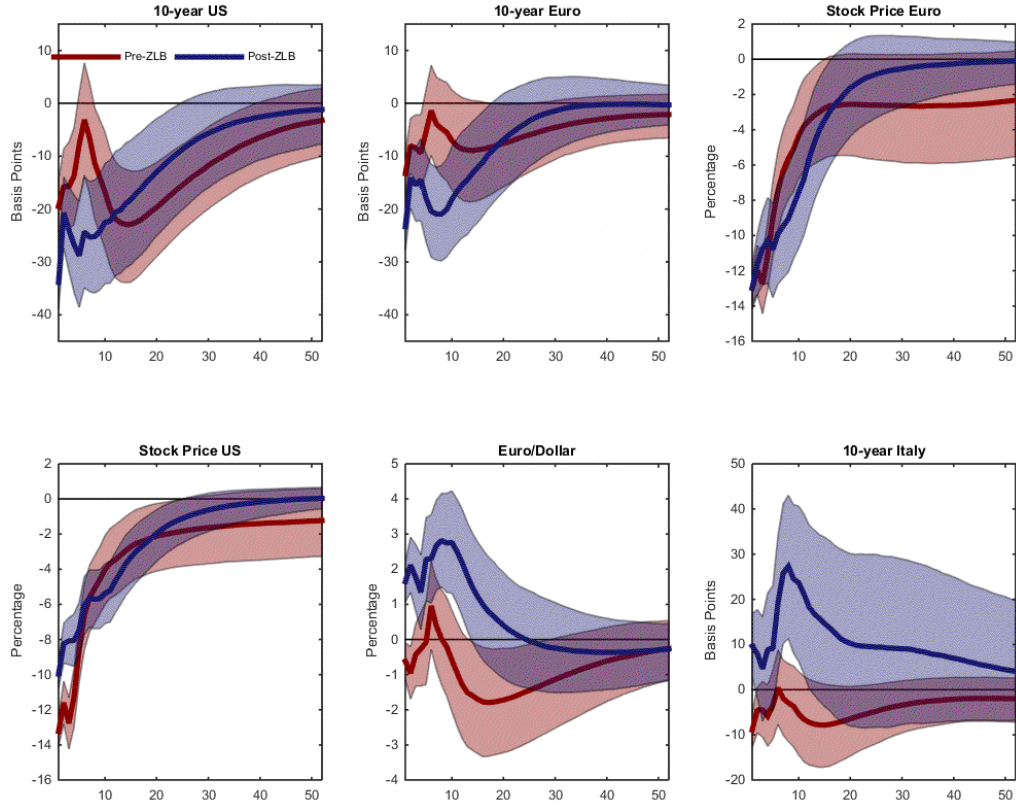 10-year US
10-year Euro
Stock Price Euro
Pre-ZLB
Post-ZLB
Basis Points
10
0
-10
-20
-30
-40
10 20 30 40 50
Basis Points
10
0
-10
-20
-30
-40
10 20 30 40 50
Percentage
2
0
-2
-4
-6
-8
-10
-12
-14
-16
10 20 30 40 50
Stock Price US
Euro/Dollar
10-year Italy
Percentage
2
0
-2
-4
-6
-8
-10
-12
-14
-16
10 20 30 40 50
Percentage
5
4
3
2
1
0
-1
-2
-3
-4
10 20 30 40 50
Basis Points
50
40
30
20
10
0
-10
-20
10 20 30 40 50